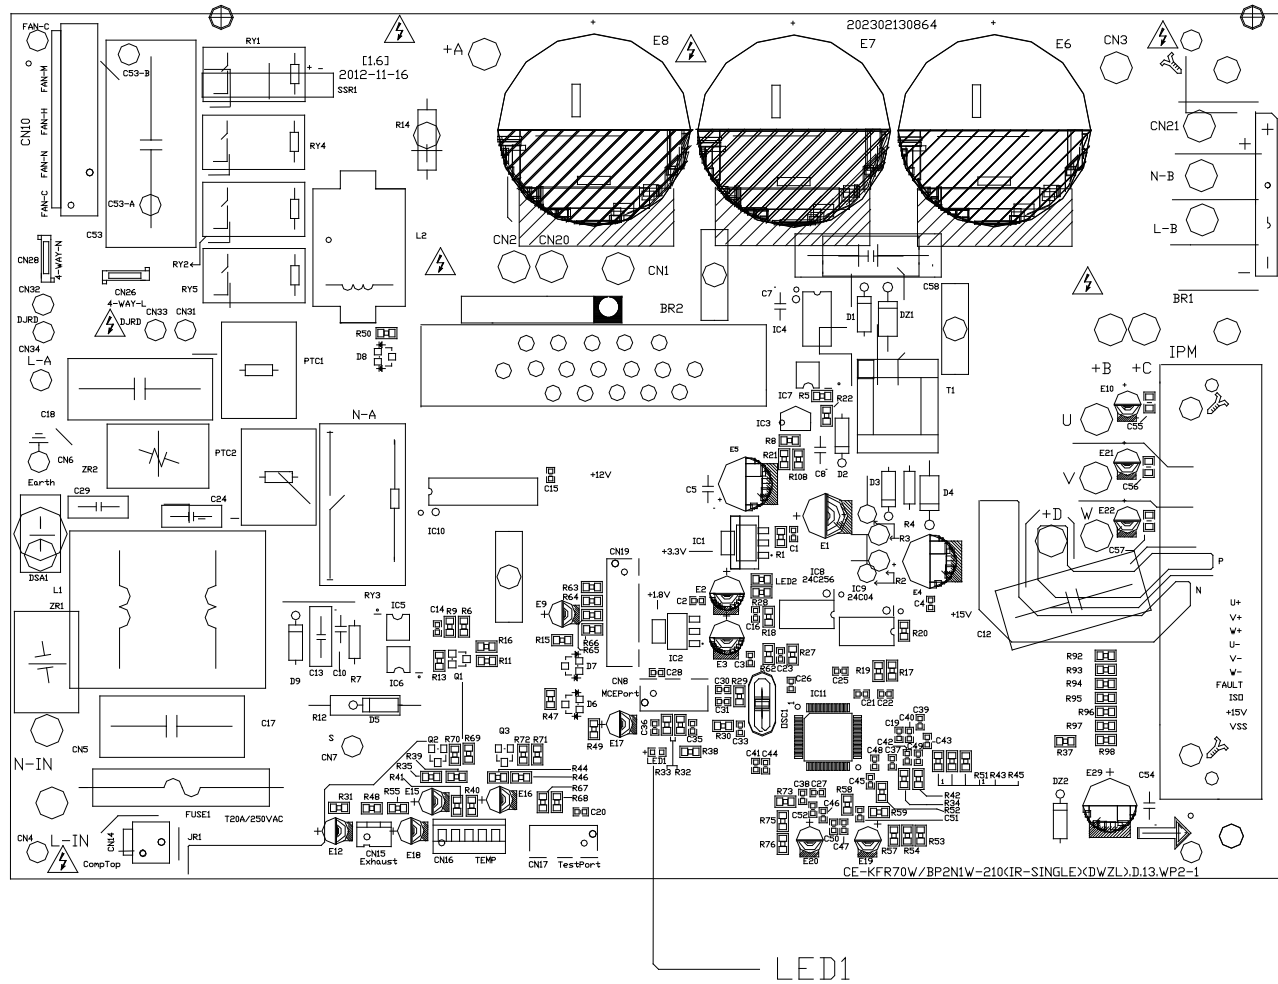 FAN-C
202302130864
RY1
+A
E8
E7
E6
CN3
[1.6]
2012-11-16
C53-B
+ -
SSR1
FAN-M
FAN-H
FAN-N
FAN-C
CN10
R14
RY4
CN21
+
N-B
L-B
C53-A
C53
L2
RY2
RY5
CN28
4-WAY-N
CN2
CN20
CN1
CN26
4-WAY-L
CN32
DJRD
CN33
CN31
DJRD
CN34
L-A
C7
IC4
C58
D1
DZ1
BR2
BR1
R50
D8
PTC1
IPM
+B
+C
IC7
R5
R22
T1
E10
C55
U
C18
N-A
IC3
R8
R21
R108
C8
D2
E5
E21
C56
V
CN6
Earth
ZR2
PTC2
C15
+12V
C5
D3
D4
R4
C29
C24
IC10
E22
W
+D
C57
DSA1
IC1
+3.3V
R1
C1
E1
R3
IC8
24C256
IC9
24C04
R2
E4
P
N
L1
ZR1
CN19
R63
R64
E9
R66
R65
R15
E2
LED2
R28
+1.8V
C2
C16
R18
C4
+15V
R20
C12
RY3
IC5
C14
R9
R6
R16
R11
R13
Q1
IC6
D9
C13
C10
R7
IC2
E3
C3
R62
C23
R27
D7
D6
CN8
MCEPort
C28
C30
C31
R29
C26
IC11
C25
R19
R17
C21
C22
U+
V+
W+
U-
V-
W-
FAULT
ISO
+15V
VSS
R92
R93
R94
R95
R96
R97
R98
R37
R12
D5
R47
R49
E17
C36
C35
R30
C33
DSC1
1
C17
CN5
S
CN7
Q2
R70
R69
Q3
R72
R71
LED1
R33
R32
R38
C41
C44
C19
C40
C39
C42
C37
C43
C48
C49
C45
R51
R43
R45
N-IN
R39
R35
R41
E15
R40
E16
R44
R46
R67
R68
C20
FUSE1
T20A/250VAC
R31
R48
R55
R73
C38
C27
R58
C46
C52
R42
R34
R52
C51
R59
DZ2
E29
C54
CN4
L-IN
CN14
CompTop
JR1
E12
CN15
Exhaust
E18
CN16
TEMP
CN17
TestPort
R75
R76
E20
C50
C47
E19
R57
R54
R53
CE-KFR70W/BP2N1W-210(IR-SINGLE)(DWZL).D.13.WP2-1
LED1